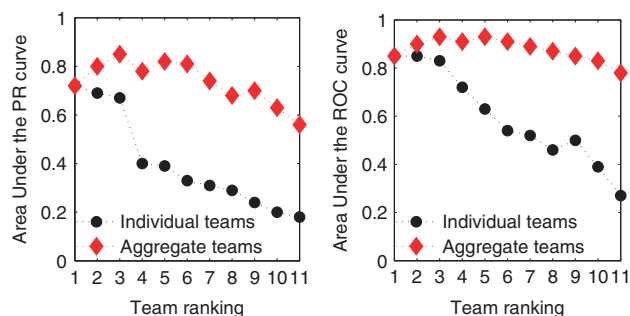 Area Under the PR curve
1
0.8
0.6
0.4
0.2
0
Individual teams
Aggregate teams
1 2 3 4 5 6 7 8 9 10 11
Team ranking
Area Under the ROC curve
1
0.8
0.6
0.4
0.2
0
Individual teams
Aggregate teams
1 2 3 4 5 6 7 8 9 10 11
Team ranking